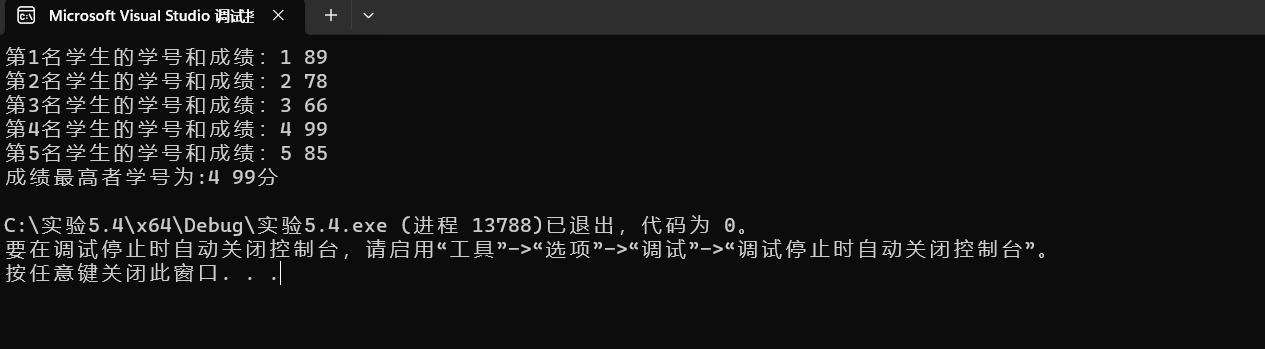 Microsoft Visual Studio 调试
第1名学生的学号和成绩：1 89
第2名学生的学号和成绩：2 78
第3名学生的学号和成绩：3 66
第4名学生的学号和成绩：4 99
第5名学生的学号和成绩：5 85
成绩最高者学号为:4 99分
C:\实验5.4\x64\Debug\实验5.4.exe (进程 13788)已退出，代码为 0。
要在调试停止时自动关闭控制台，请启用“工具”->“选项”->“调试”->“调试停止时自动关闭控制台”。
按任意键关闭此窗口. . .